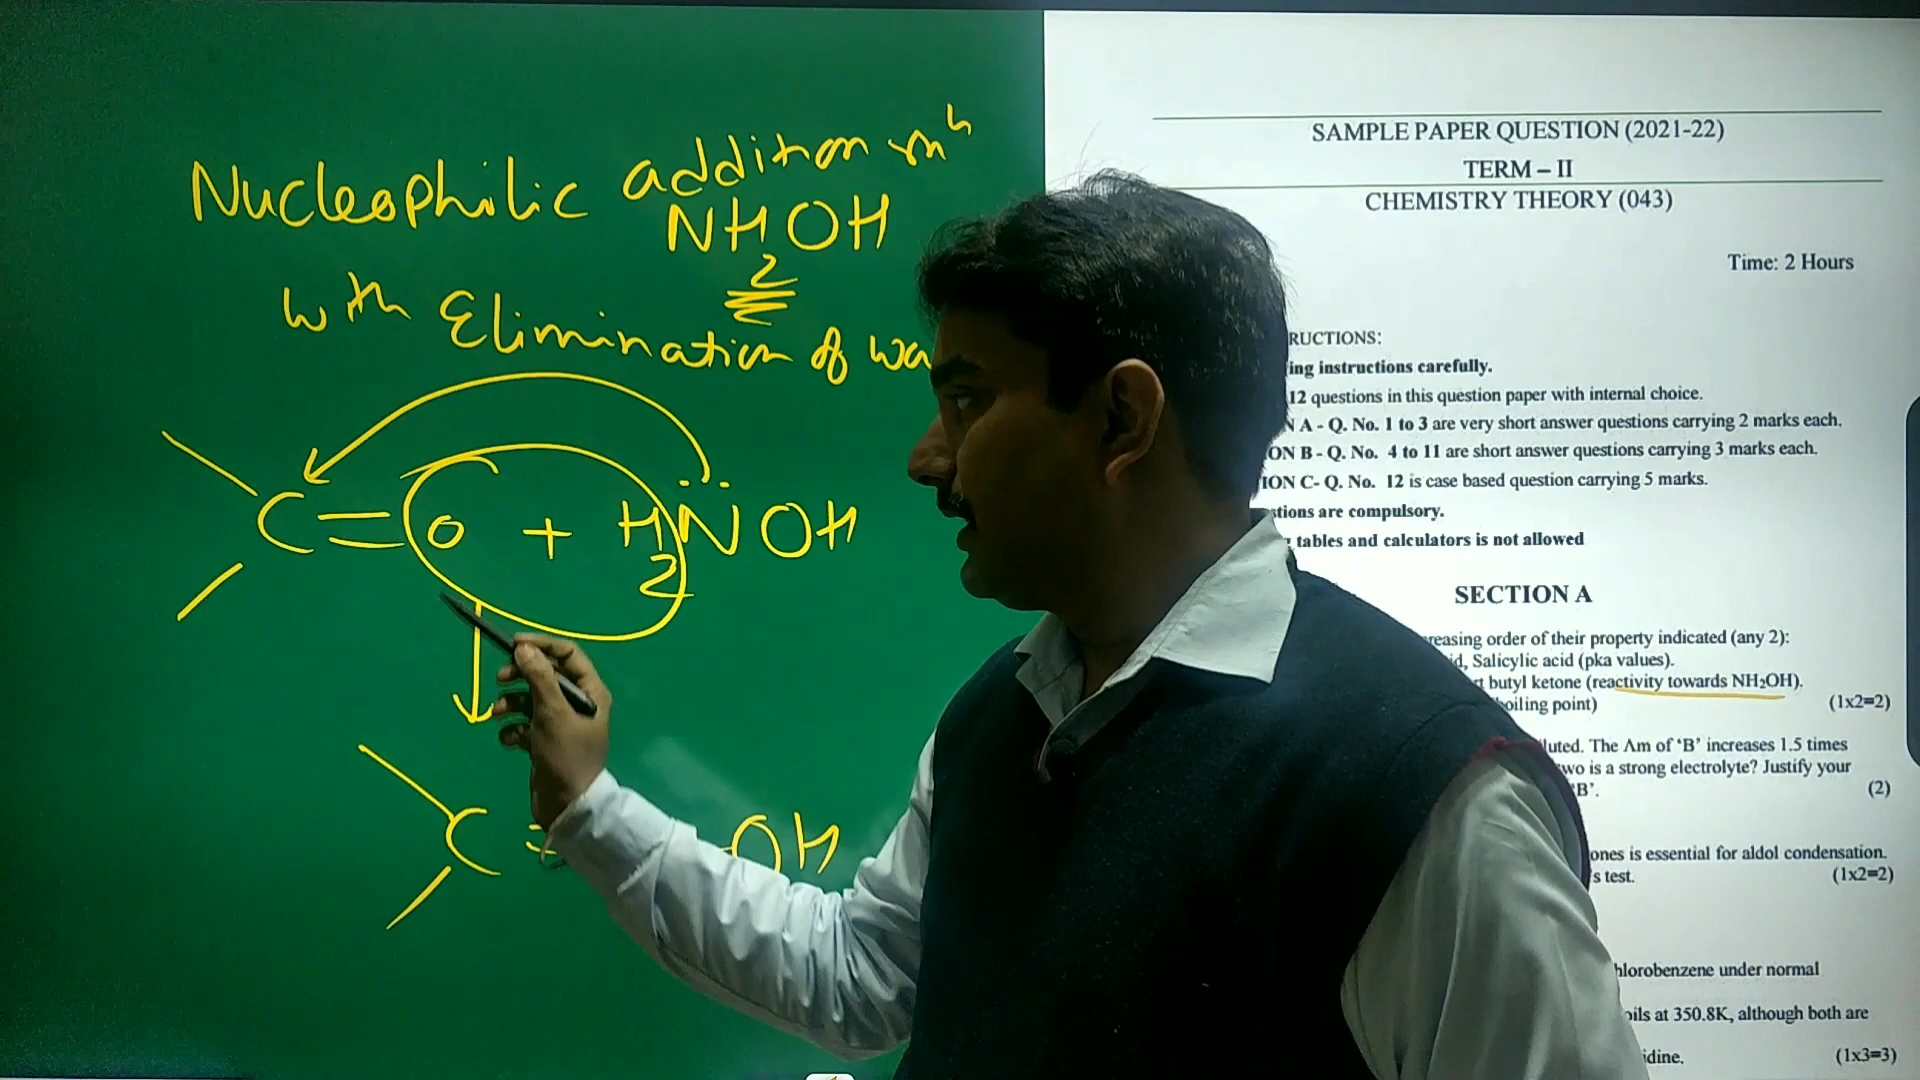 Nucleophilic addition
NH2OH
with Elimination of
C = O + H2NOH
C = OH
SAMPLE PAPER QUESTION (2021-22)
TERM – II
CHEMISTRY THEORY (043)
Time: 2 Hours
RUCTIONS:
ing instructions carefully.
12 questions in this question paper with internal choice.
N A - Q. No. 1 to 3 are very short answer questions carrying 2 marks each.
ON B - Q. No. 4 to 11 are short answer questions carrying 3 marks each.
ION C- Q. No. 12 is case based question carrying 5 marks.
stions are compulsory.
tables and calculators is not allowed
SECTION A
reasing order of their property indicated (any 2):
d, Salicylic acid (pka values).
rt butyl ketone (reactivity towards NH₂OH).
oiling point) (1x2=2)
luted. The Λm of ‘B’ increases 1.5 times
wo is a strong electrolyte? Justify your
‘B’. (2)
ones is essential for aldol condensation.
’s test. (1x2=2)
hlorobenzene under normal
oils at 350.8K, although both are
idine. (1x3=3)